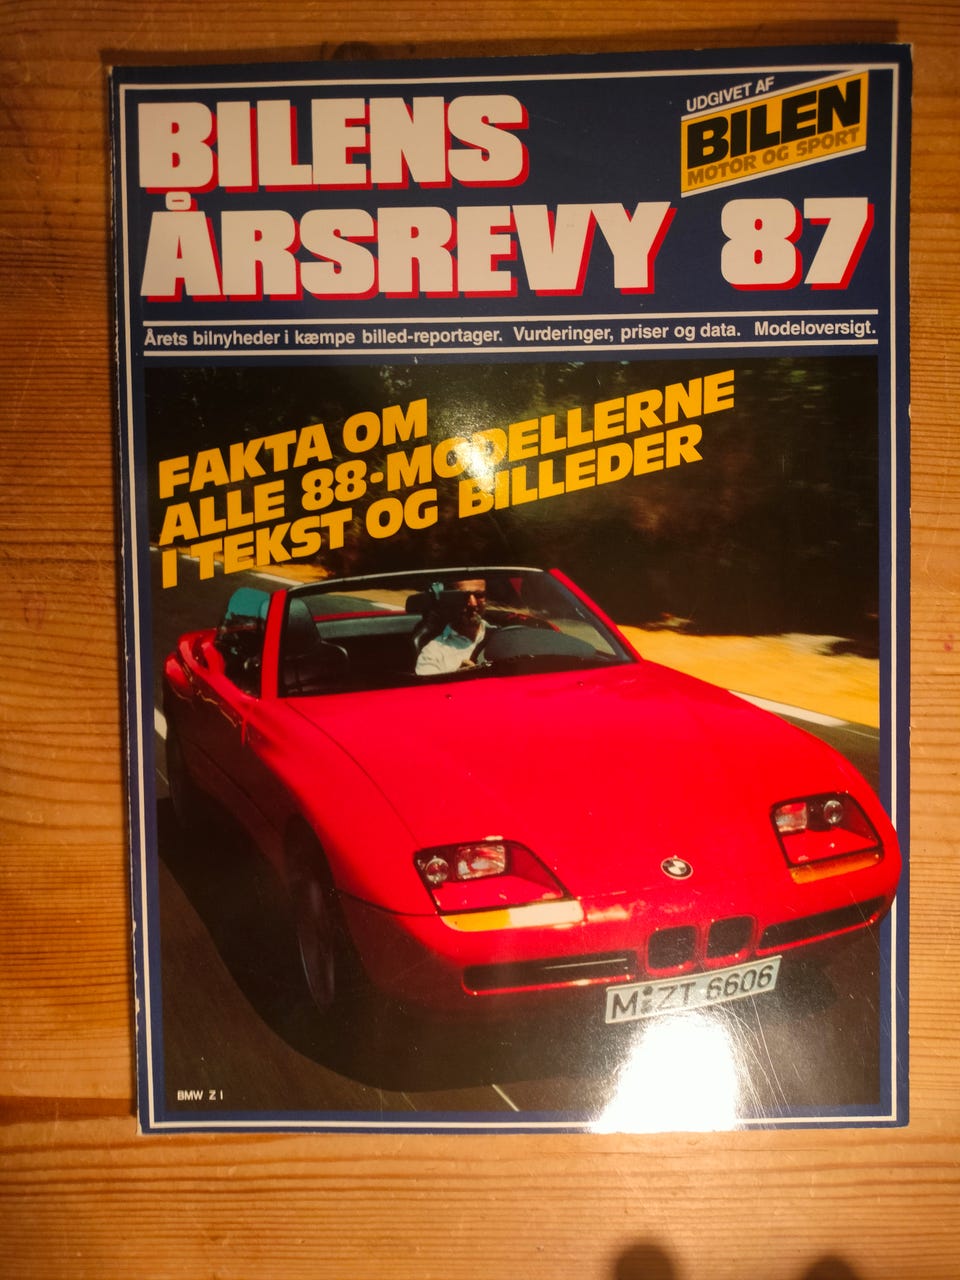 BILENS
ÅRSREVY 87
UDGIVET AF
BILEN
MOTOR OG SPORT
Årets bilnyheder i kæmpe billed-reportager. Vurderinger, priser og data. Modeloversigt.
FAKTA OM
ALLE 88-MODELLERNE
I TEKST OG BILLEDER
M:ZT 6606
BMW Z1